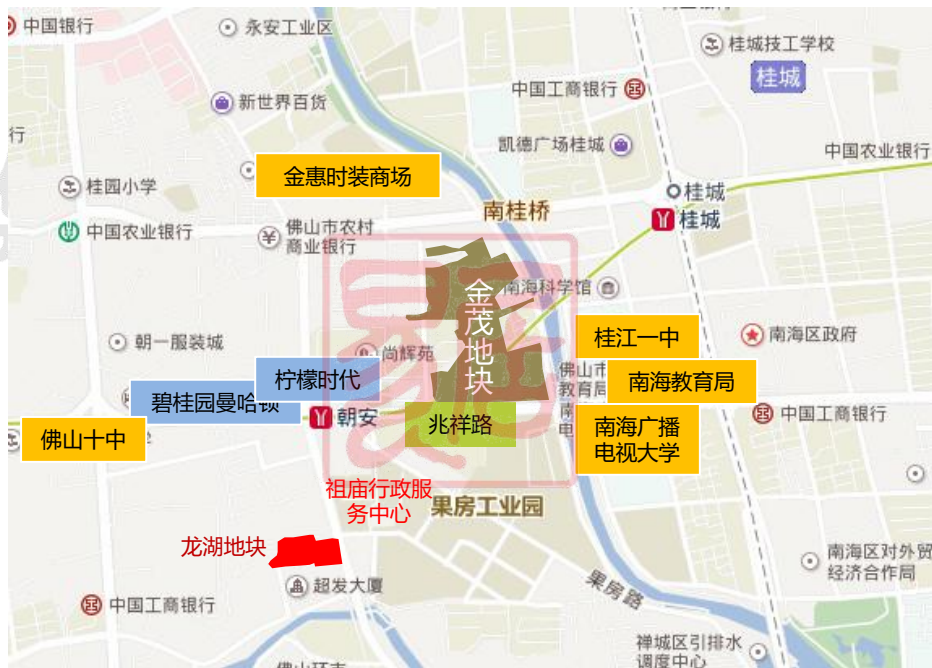 中国银行
永安工业区
桂城技工学校
桂城
新世界百货
中国工商银行
行
凯德广场桂城
中国农业银行
金惠时装商场
桂园小学
桂城
南桂桥
桂城
中国农业银行
佛山市农村
商业银行
金茂地块
南海科学馆
朝一服装城
尚辉苑
桂江一中
南海区政府
佛山市
教育局
柠檬时代
南海教育局
碧桂园曼哈顿
朝安
兆祥路
中国工商银行
佛山十中
南海广播
电视大学
祖庙行政服
务中心
果房工业园
龙湖地块
超发大厦
果房路
南海区对外贸
经济合作局
中国工商银行
禅城区引排水
调度中心